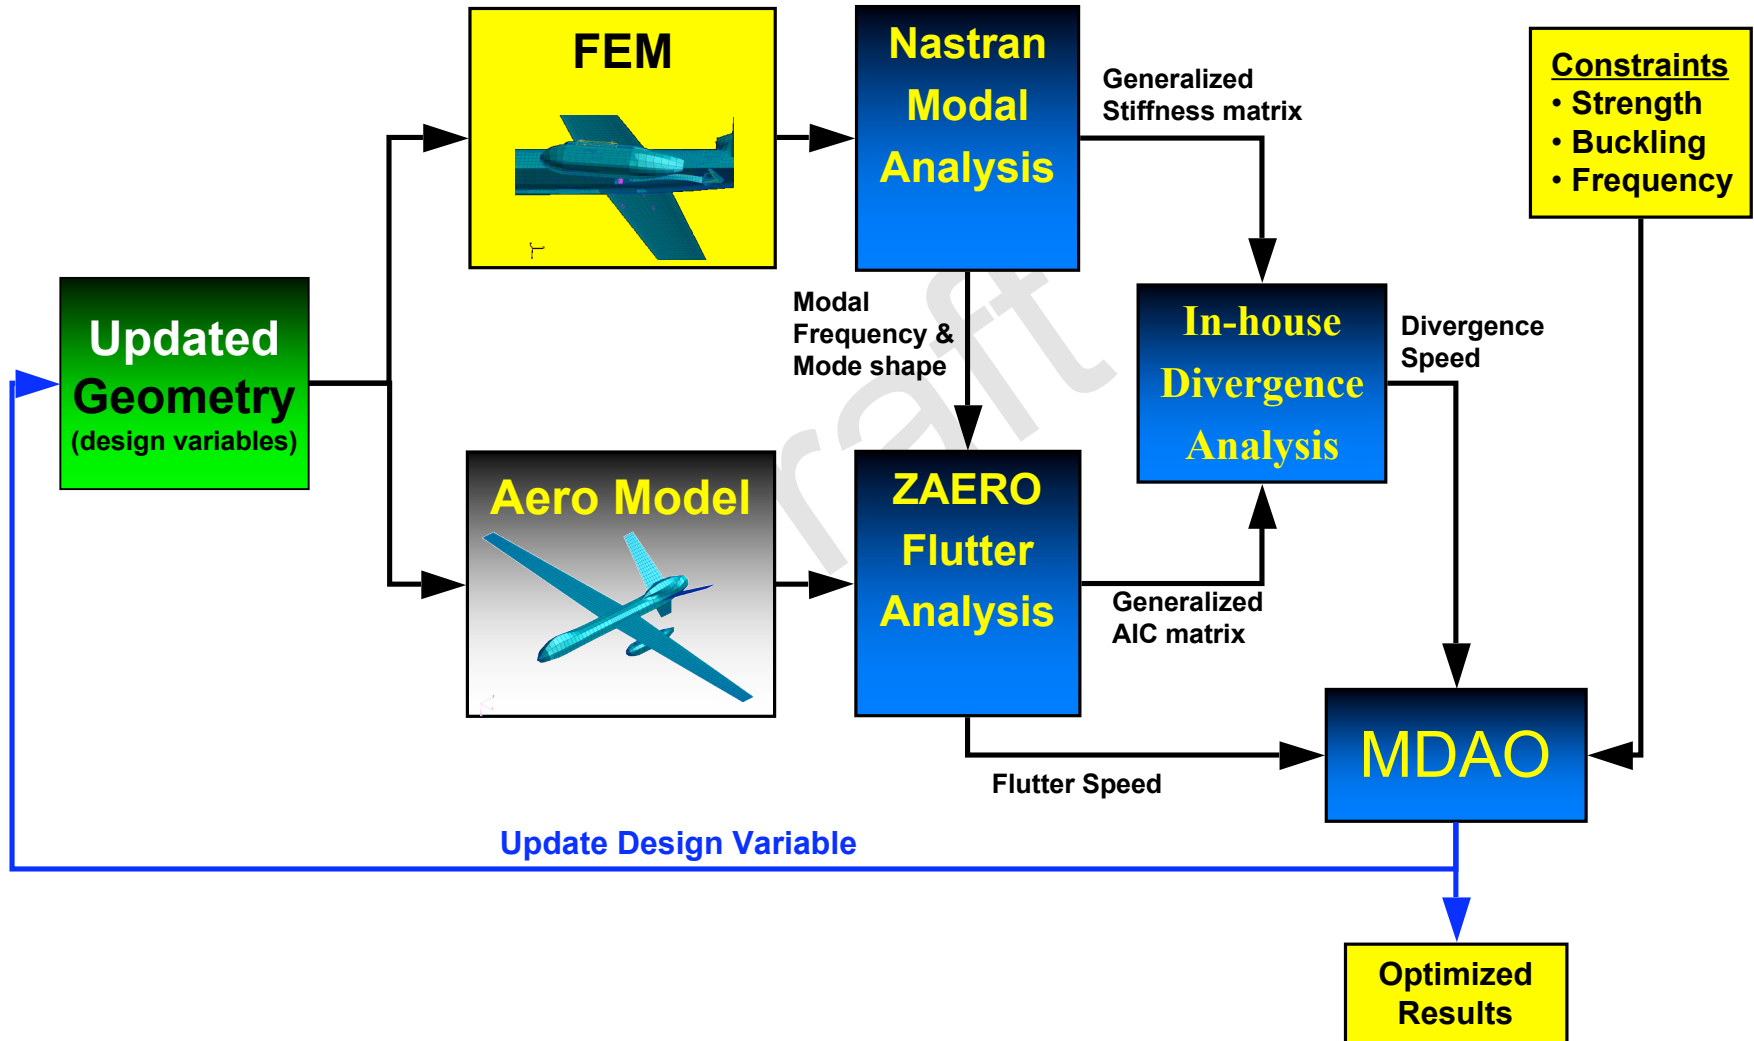 FEM
Nastran
Modal
Analysis
Generalized
Stiffness matrix
Constraints
• Strength
• Buckling
• Frequency
Updated
Geometry
(design variables)
Modal
Frequency &
Mode shape
In-house
Divergence
Analysis
Divergence
Speed
Aero Model
ZAERO
Flutter
Analysis
Generalized
AIC matrix
Flutter Speed
MDAO
Update Design Variable
Optimized
Results